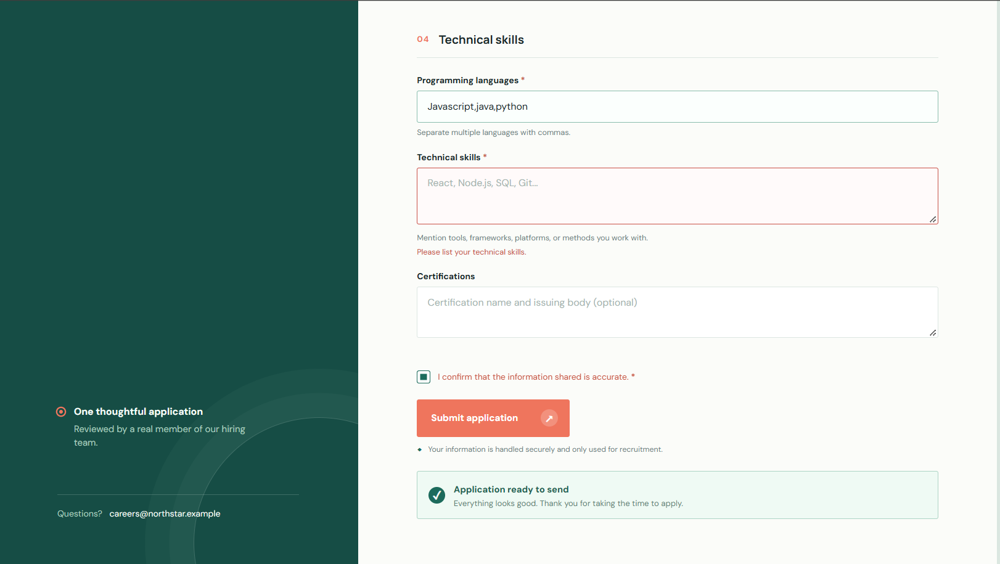 One thoughtful application
Reviewed by a real member of our hiring
team.
Questions? careers@northstar.example
04 Technical skills
Programming languages *
Javascript,java,python
Separate multiple languages with commas.
Technical skills *
React, Node.js, SQL, Git...
Mention tools, frameworks, platforms, or methods you work with.
Please list your technical skills.
Certifications
Certification name and issuing body (optional)
I confirm that the information shared is accurate. *
Submit application
Your information is handled securely and only used for recruitment.
Application ready to send
Everything looks good. Thank you for taking the time to apply.